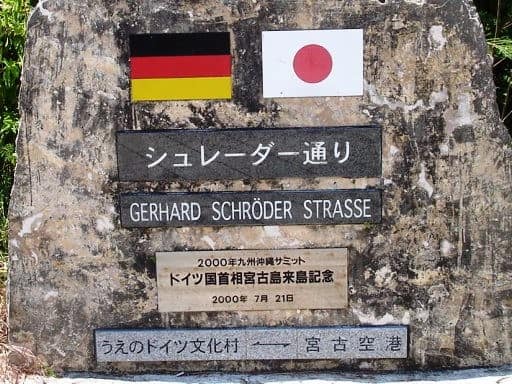 シュレーダー通り
GERHARD SCHRÖDER STRASSE
2000年九州沖縄サミット
ドイツ国首相宮古島来島記念
2000年 7月 21日
うえのドイツ文化村 ←→ 宮古空港